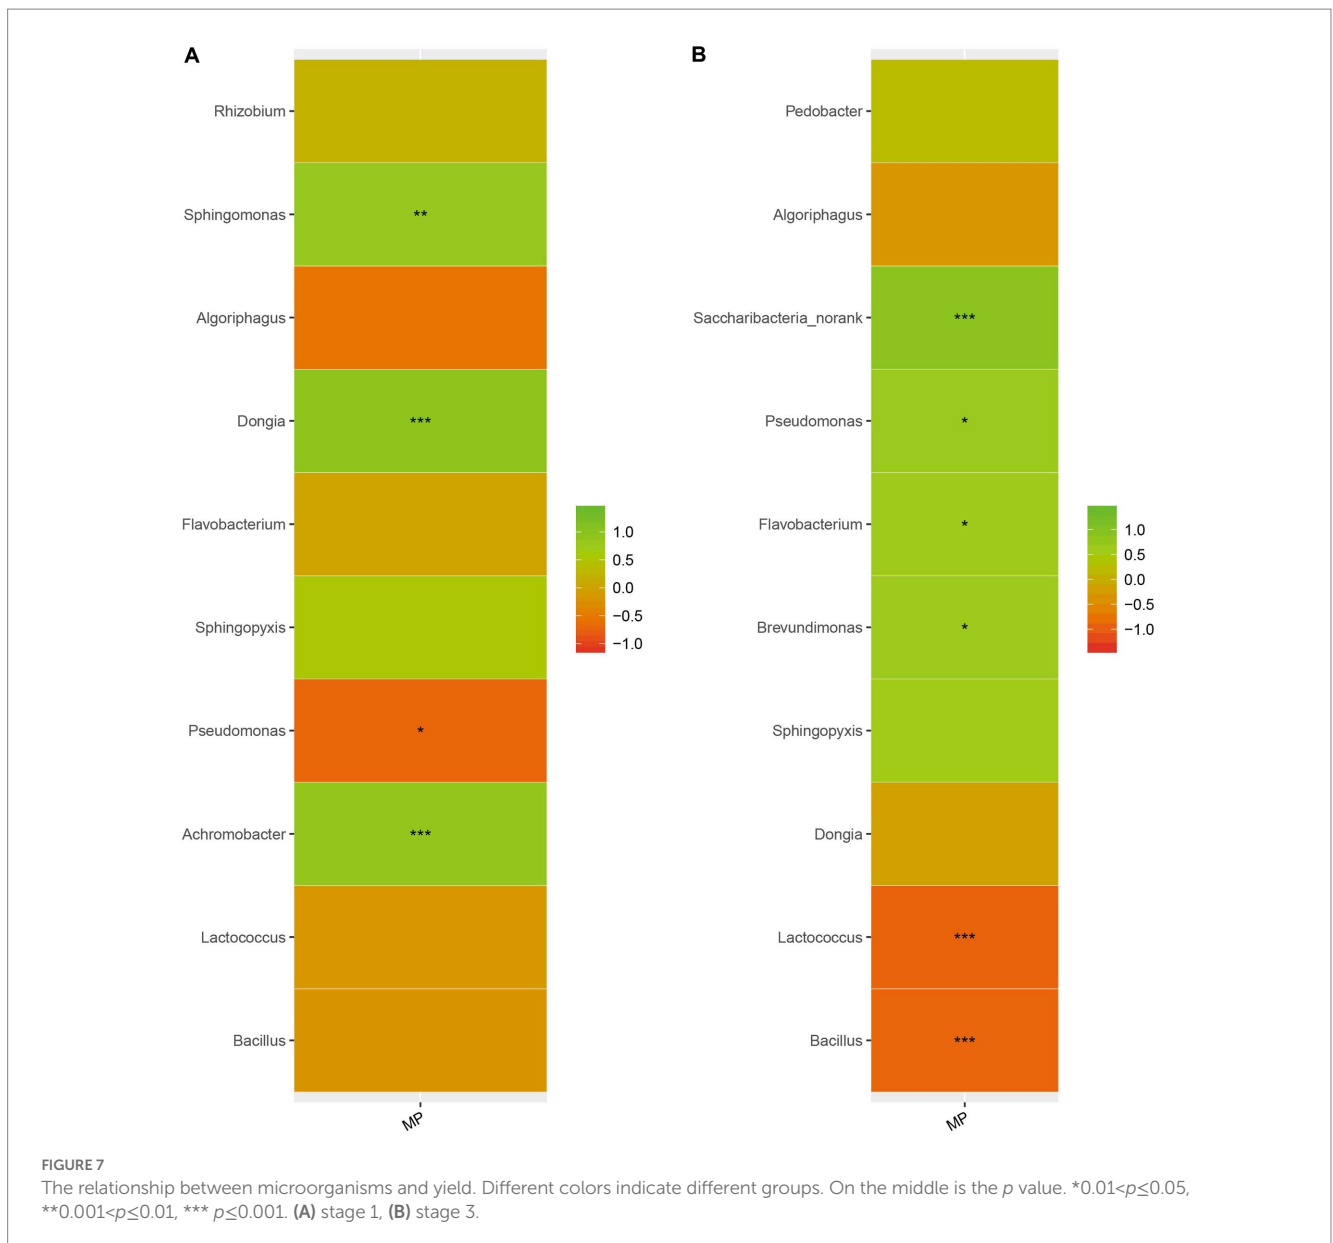 A
Rhizobium
Sphingomonas
**
Algoriphagus
Dongia
***
Flavobacterium
Sphingopyxis
Pseudomonas
*
Achromobacter
***
Lactococcus
Bacillus
MP
1.0
0.5
0.0
−0.5
−1.0
B
Pedobacter
Algoriphagus
Saccharibacteria_norank
***
Pseudomonas
*
Flavobacterium
*
Brevundimonas
*
Sphingopyxis
Dongia
Lactococcus
***
Bacillus
***
MP
1.0
0.5
0.0
−0.5
−1.0
FIGURE 7
The relationship between microorganisms and yield. Different colors indicate different groups. On the middle is the p value. *0.01<p≤0.05,
**0.001<p≤0.01, *** p≤0.001. (A) stage 1, (B) stage 3.